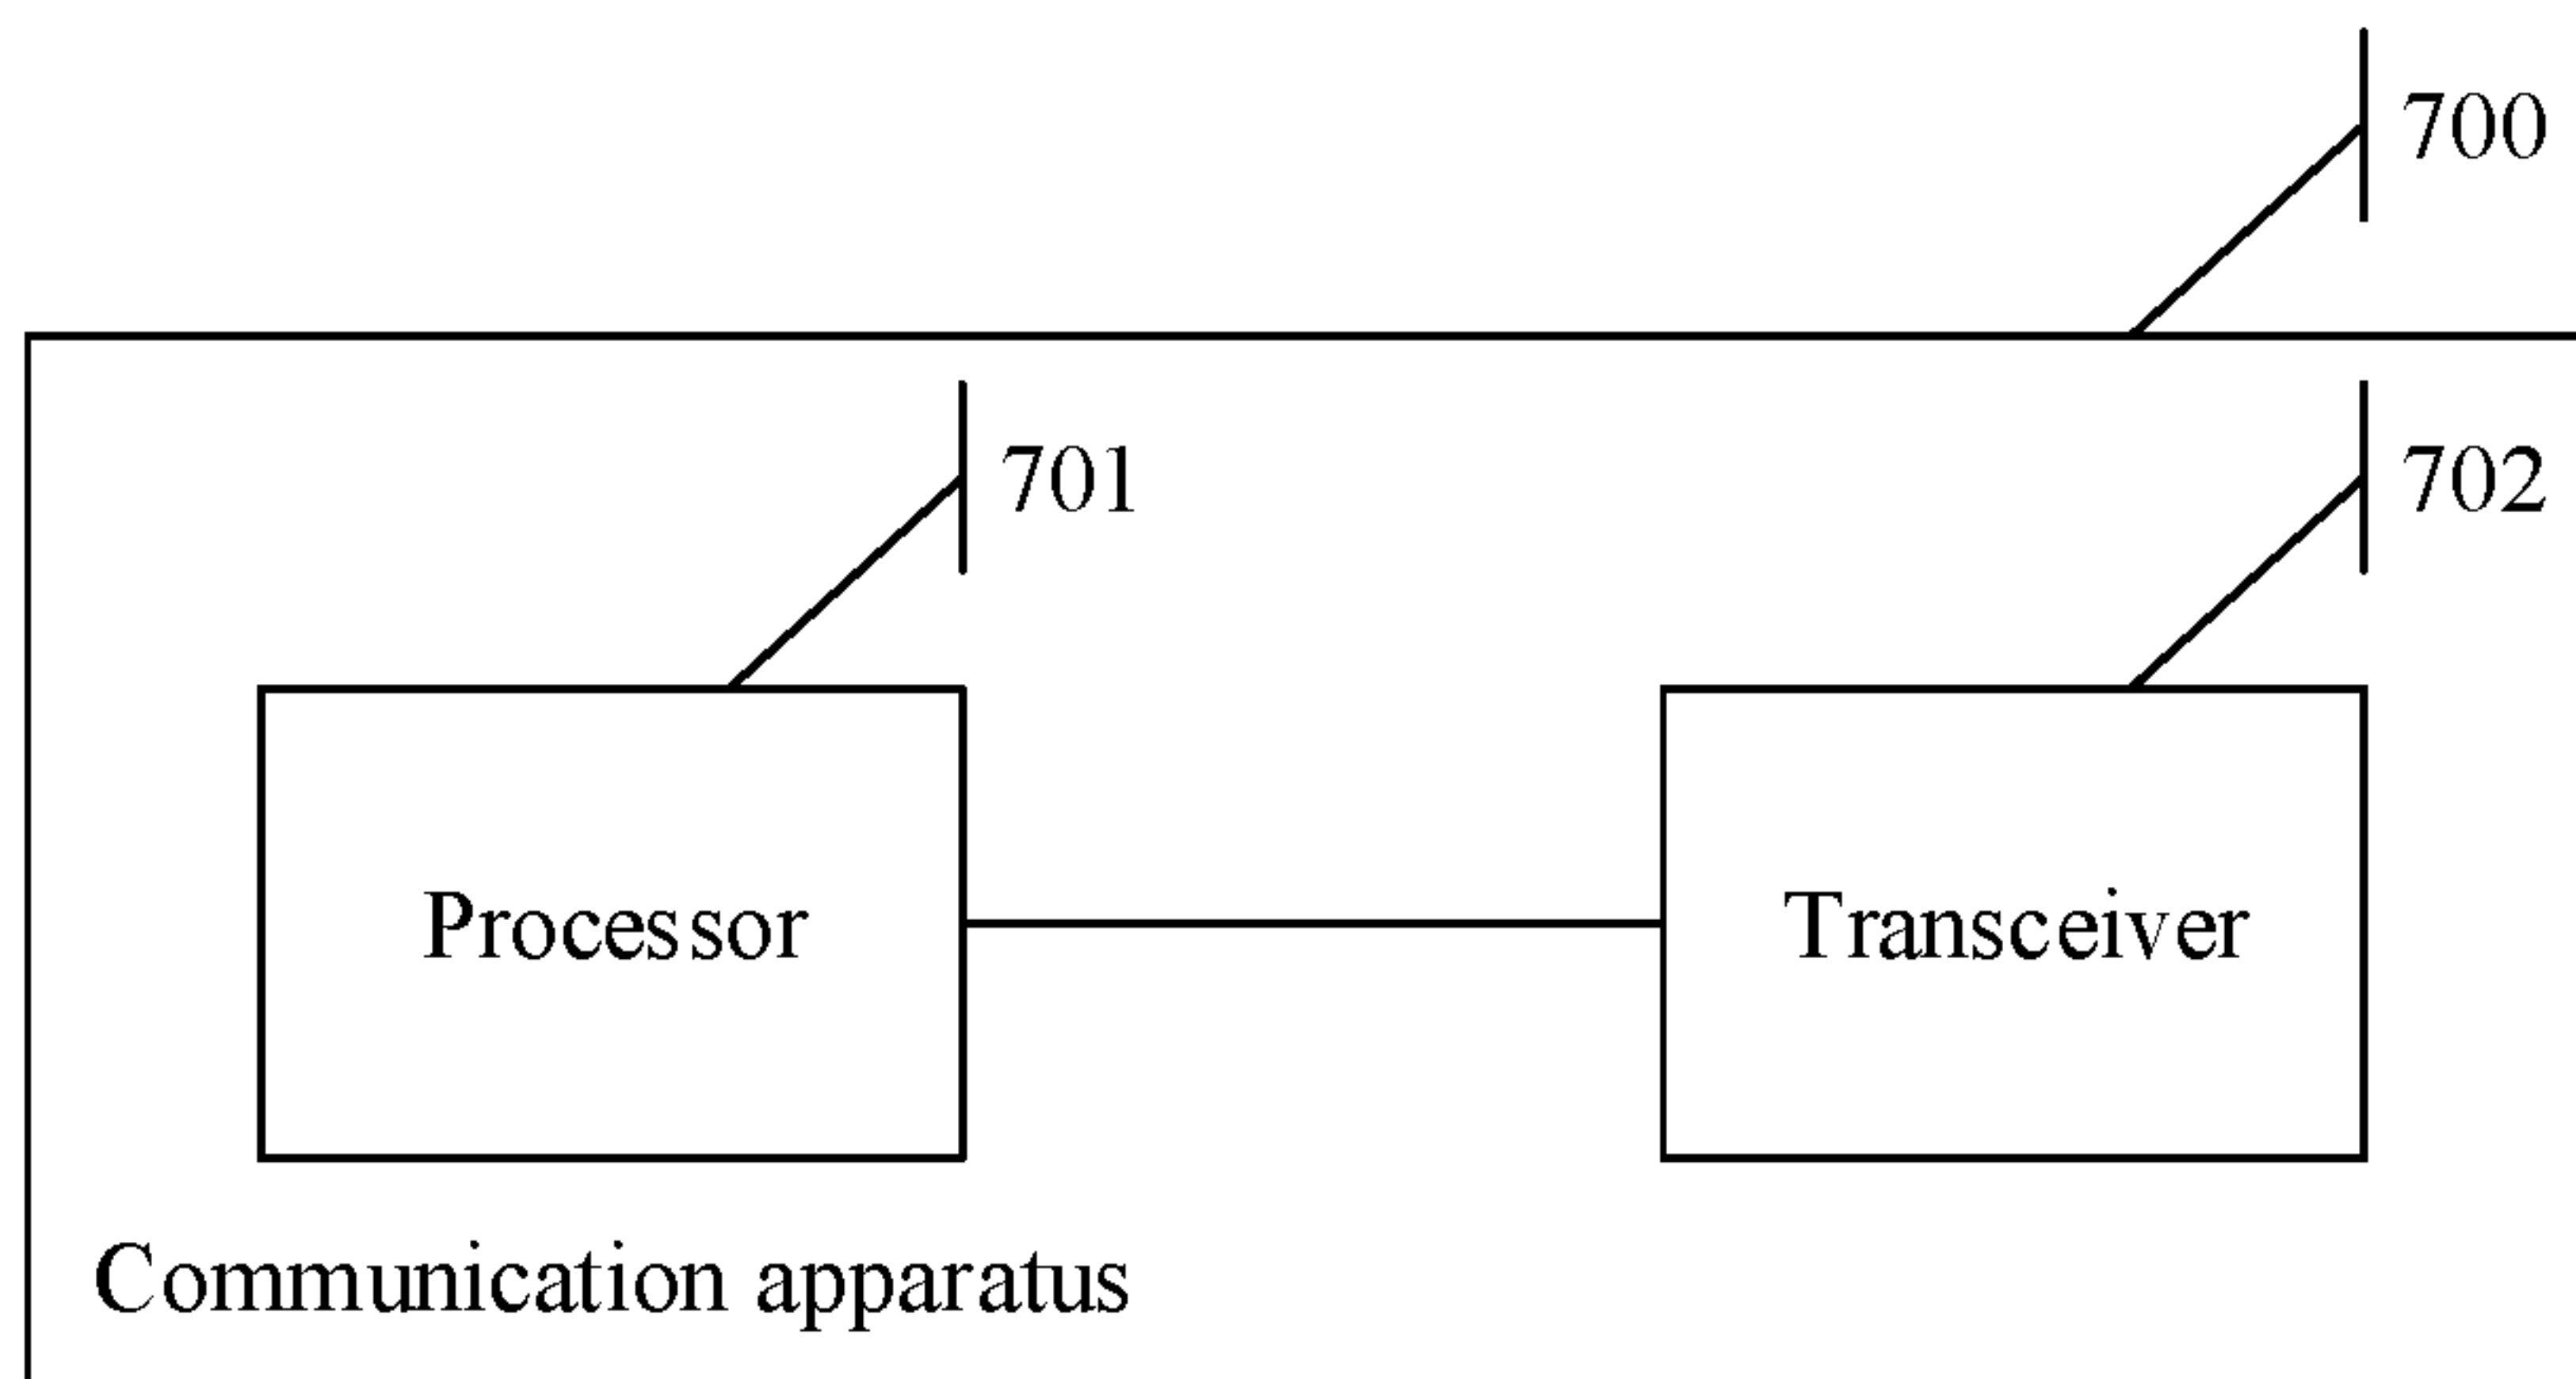 700
701
702
Processor
Transceiver
Communication apparatus